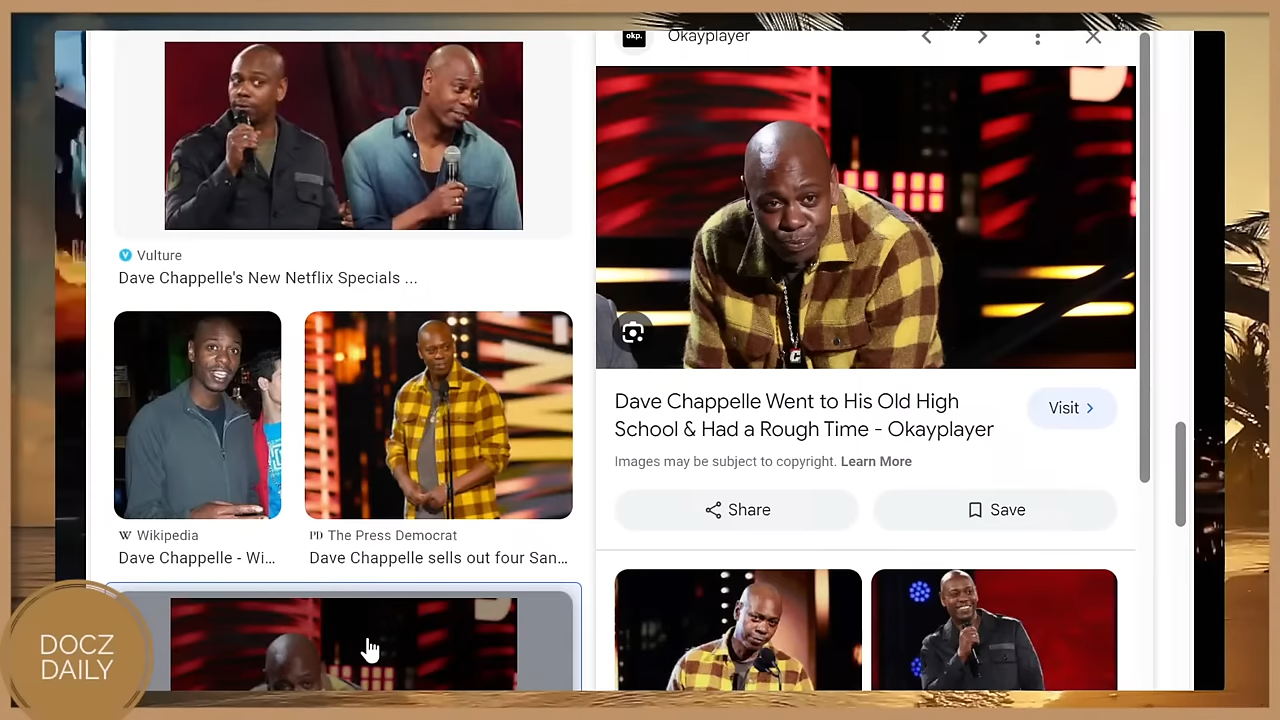 Vulture
Dave Chappelle's New Netflix Specials ...
Wikipedia
Dave Chappelle - Wi...
PD The Press Democrat
Dave Chappelle sells out four San...
okp.
Okayplayer
Dave Chappelle Went to His Old High
School & Had a Rough Time - Okayplayer
Visit
Images may be subject to copyright. Learn More
Share
Save
DOCZ
DAILY